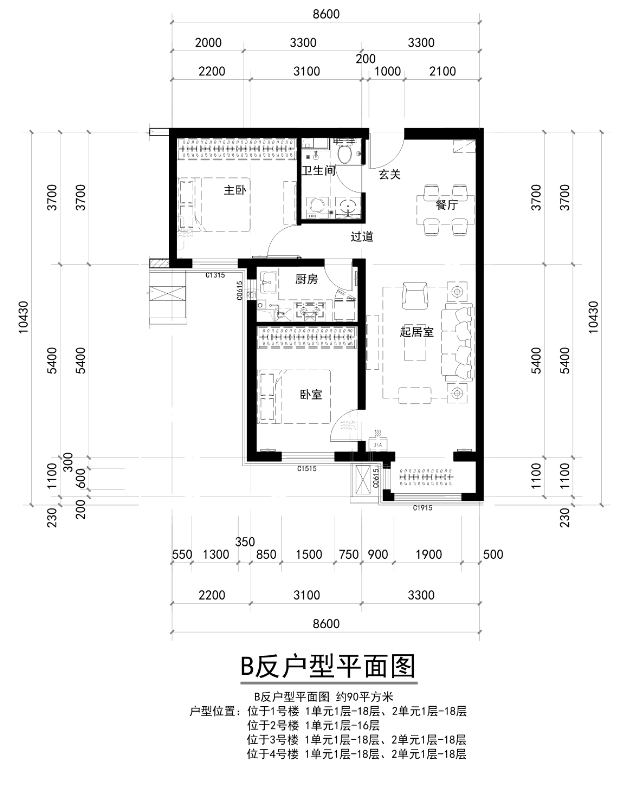 8600
2000 3300 3300
200
2200 3100 1000 2100
3700 3700 3700 3700
主卧
卫生间
玄关
餐厅
过道
C1315
C0615
厨房
10430 5400 5400 起居室 5400 5400 10430
卧室
C1515
C0615
C1915
1100 300 600 1100 1100
230 200 230
350
550 1300 850 1500 750 900 1900 500
2200 3100 3300
8600
B反户型平面图
B反户型平面图 约90平方米
户型位置: 位于1号楼 1单元1层-18层、2单元1层-18层
位于2号楼 1单元1层-16层
位于3号楼 1单元1层-18层、2单元1层-18层
位于4号楼 1单元1层-18层、2单元1层-18层